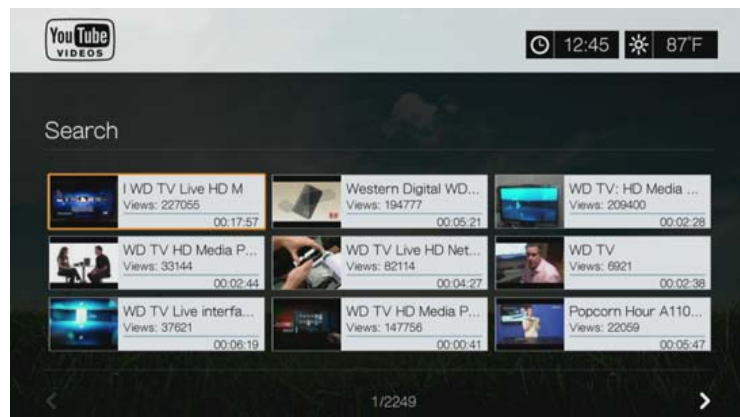 You Tube
VIDEOS
12:45
87°F
Search
I WD TV Live HD M
Views: 227055
00:17:57
Western Digital WD...
Views: 194777
00:05:21
WD TV: HD Media ...
Views: 209400
00:02:28
WD TV HD Media P...
Views: 33144
00:02:44
WD TV Live HD Net...
Views: 82114
00:04:27
WD TV
Views: 6921
00:02:38
WD TV Live interfa...
Views: 37621
00:06:19
WD TV HD Media P...
Views: 147756
00:00:41
Popcorn Hour A110...
Views: 22059
00:05:47
1/2249